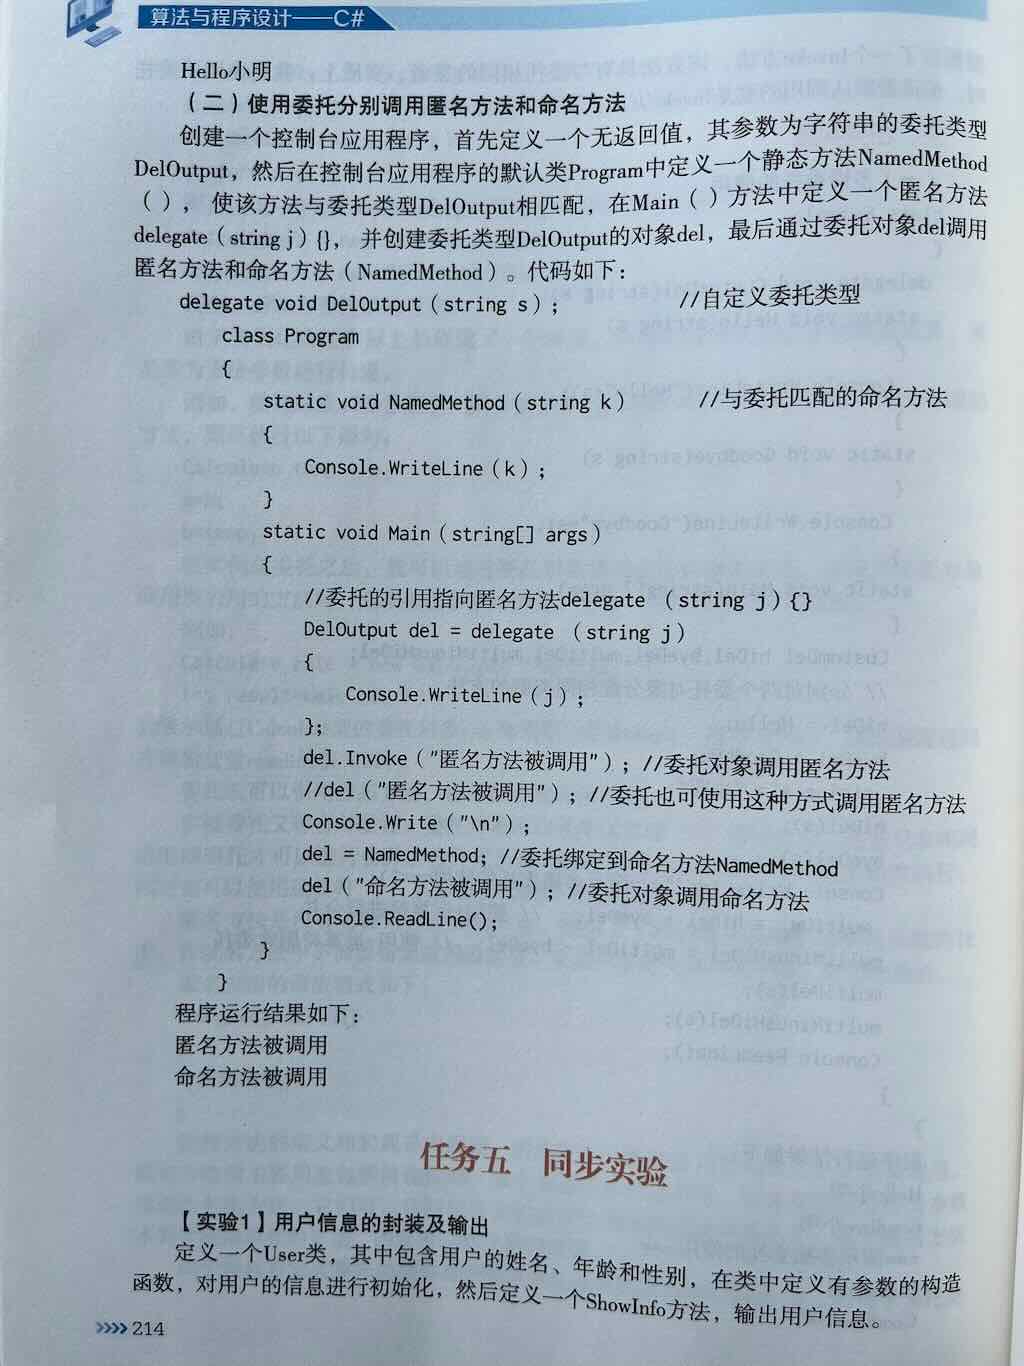 算法与程序设计——C#
Hello小明
（二）使用委托分别调用匿名方法和命名方法
创建一个控制台应用程序，首先定义一个无返回值，其参数为字符串的委托类型
DelOutput，然后在控制台应用程序的默认类Program中定义一个静态方法NamedMethod
（），使该方法与委托类型DelOutput相匹配，在Main（）方法中定义一个匿名方法
delegate（string j）{}，并创建委托类型DelOutput的对象del，最后通过委托对象del调用
匿名方法和命名方法（NamedMethod）。代码如下：
delegate void DelOutput（string s）； //自定义委托类型
class Program
{
static void NamedMethod（string k） //与委托匹配的命名方法
{
Console.WriteLine（k）；
}
static void Main（string[] args）
{
//委托的引用指向匿名方法delegate （string j）{}
DelOutput del = delegate （string j）
{
Console.WriteLine（j）；
}；
del.Invoke（"匿名方法被调用"）；//委托对象调用匿名方法
//del（"匿名方法被调用"）；//委托也可使用这种方式调用匿名方法
Console.Write（"\n"）；
del = NamedMethod；//委托绑定到命名方法NamedMethod
del（"命名方法被调用"）；//委托对象调用命名方法
Console.ReadLine()；
}
}
程序运行结果如下：
匿名方法被调用
命名方法被调用
任务五 同步实验
【实验1】用户信息的封装及输出
定义一个User类，其中包含用户的姓名、年龄和性别，在类中定义有参数的构造
函数，对用户的信息进行初始化，然后定义一个ShowInfo方法，输出用户信息。
›››› 214